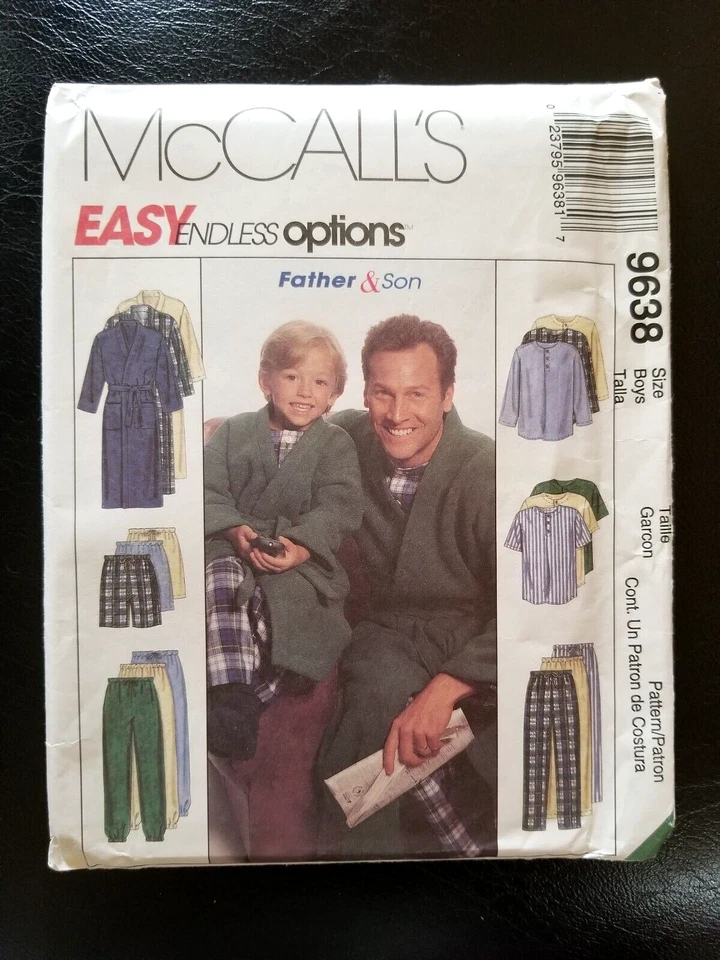 McCALL'S
EASY ENDLESS options™
Father & Son
0 23795 96381 7
9638
Size Taille Pattern/Patron
Boys Garcon Cont. Un Patron de Costura
Talla